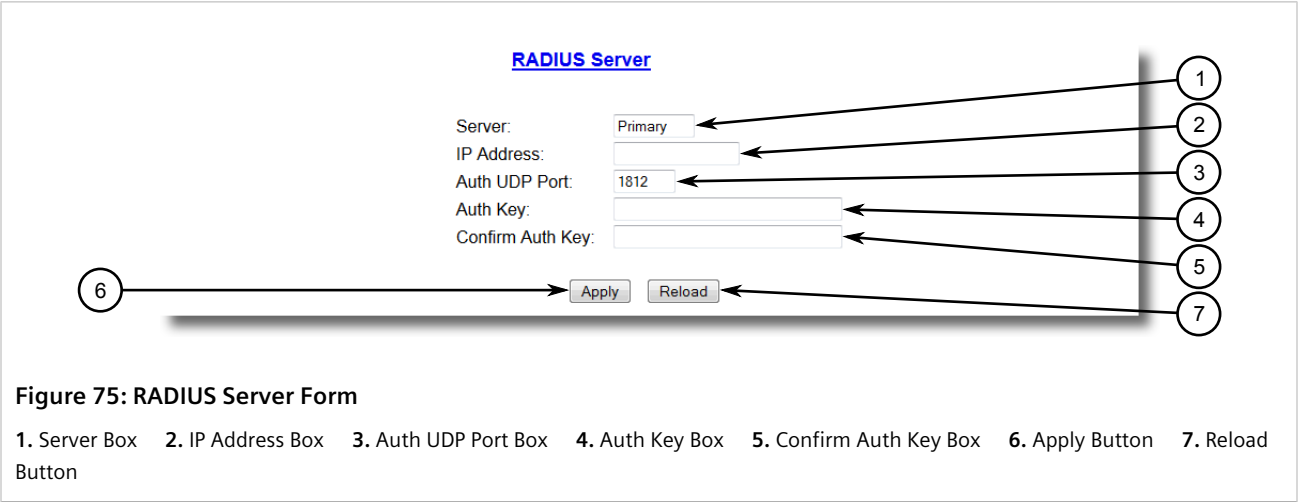 RADIUS Server
1
Server: Primary
2
IP Address:
Auth UDP Port: 1812
3
Auth Key:
4
Confirm Auth Key:
5
6
Apply Reload
7
Figure 75: RADIUS Server Form
1. Server Box 2. IP Address Box 3. Auth UDP Port Box 4. Auth Key Box 5. Confirm Auth Key Box 6. Apply Button 7. Reload
Button